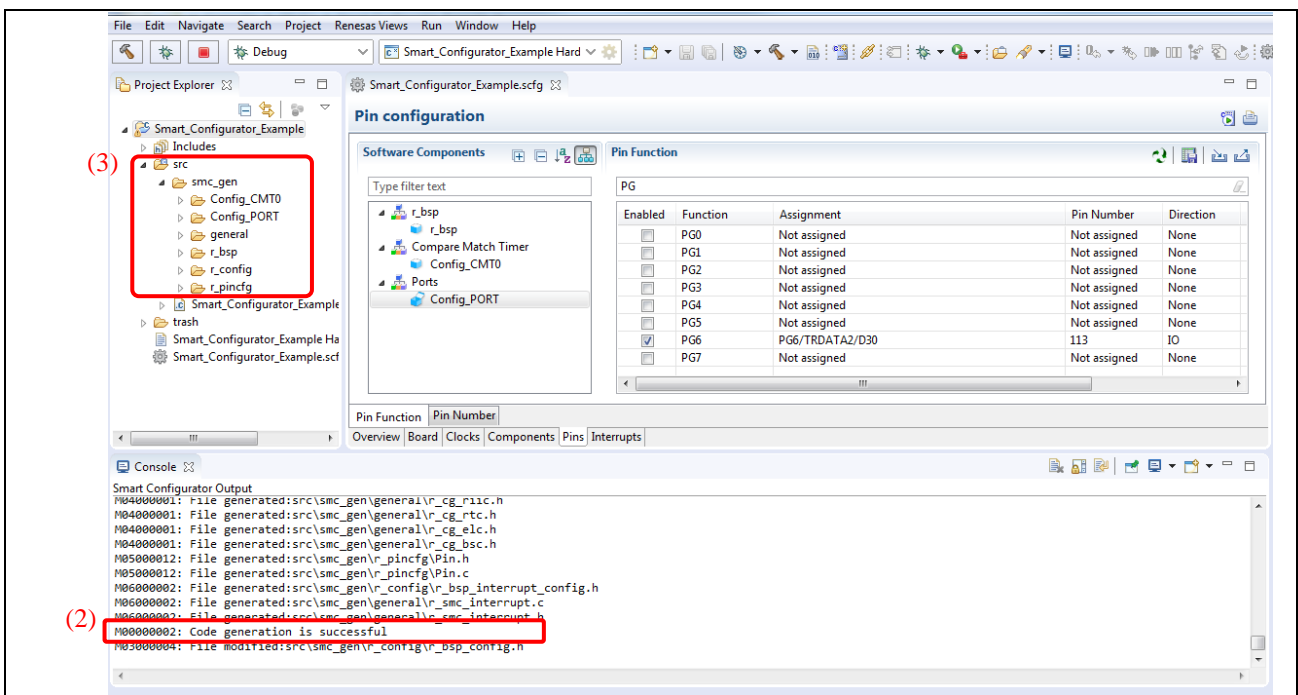 File Edit Navigate Search Project Renesas Views Run Window Help
Debug
Smart_Configurator_Example Hard
Project Explorer
Smart_Configurator_Example
Includes
(3)
src
smc_gen
Config_CMT0
Config_PORT
general
r_bsp
r_config
r_pincfg
Smart_Configurator_Example
trash
Smart_Configurator_Example Ha
Smart_Configurator_Example.scf
Smart_Configurator_Example.scfg
Pin configuration
Software Components
Type filter text
r_bsp
r_bsp
Compare Match Timer
Config_CMT0
Ports
Config_PORT
Pin Function
PG
Enabled Function Assignment Pin Number Direction
PG0 Not assigned Not assigned None
PG1 Not assigned Not assigned None
PG2 Not assigned Not assigned None
PG3 Not assigned Not assigned None
PG4 Not assigned Not assigned None
PG5 Not assigned Not assigned None
PG6 PG6/TRDATA2/D30 113 IO
PG7 Not assigned Not assigned None
Pin Function Pin Number
Overview Board Clocks Components Pins Interrupts
Console
Smart Configurator Output
M04000001: File generated:src\smc_gen\general\r_cg_riic.h
M04000001: File generated:src\smc_gen\general\r_cg_rtc.h
M04000001: File generated:src\smc_gen\general\r_cg_elc.h
M04000001: File generated:src\smc_gen\general\r_cg_bsc.h
M05000012: File generated:src\smc_gen\r_pincfg\Pin.h
M05000012: File generated:src\smc_gen\r_pincfg\Pin.c
M06000002: File generated:src\smc_gen\r_config\r_bsp_interrupt_config.h
M06000002: File generated:src\smc_gen\general\r_smc_interrupt.c
M06000002: File generated:src\smc_gen\general\r_smc_interrupt.h
(2)
M00000002: Code generation is successful
M03000004: File modified:src\smc_gen\r_config\r_bsp_config.h